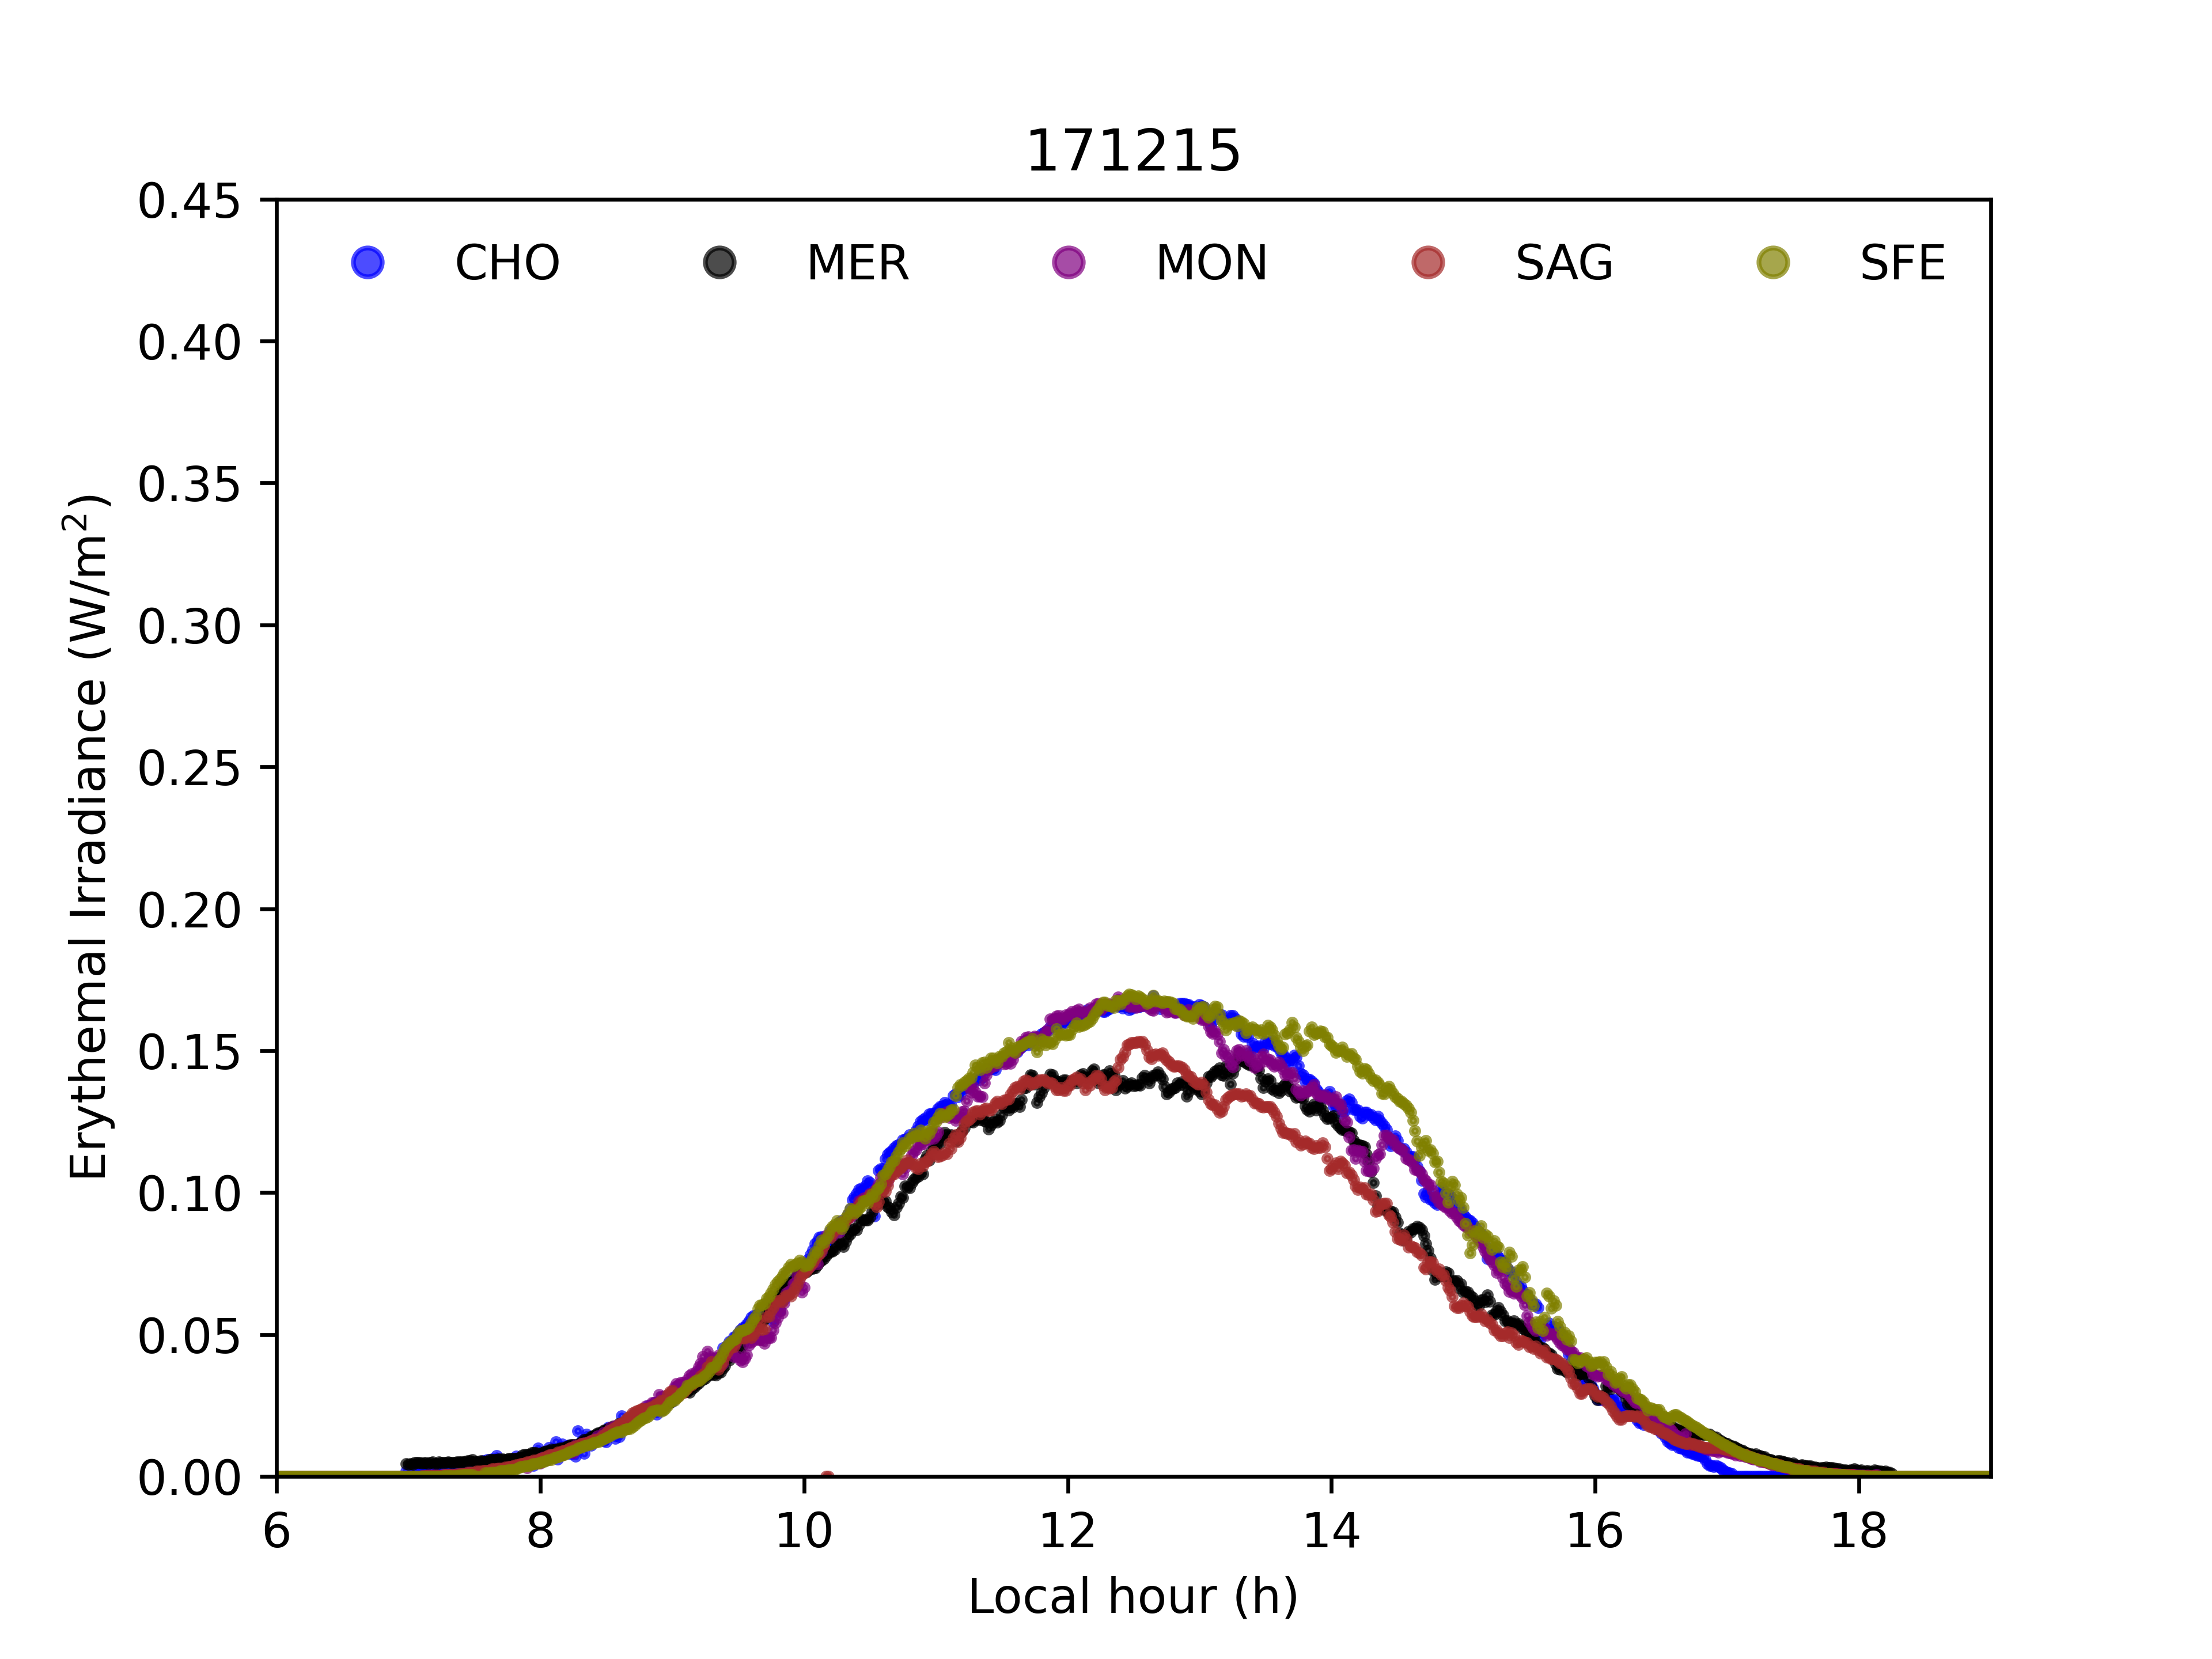 171215
CHO MER MON SAG SFE
0.45
0.40
0.35
0.30
0.25
0.20
0.15
0.10
0.05
0.00
Erythemal Irradiance (W/m²)
6 8 10 12 14 16 18
Local hour (h)